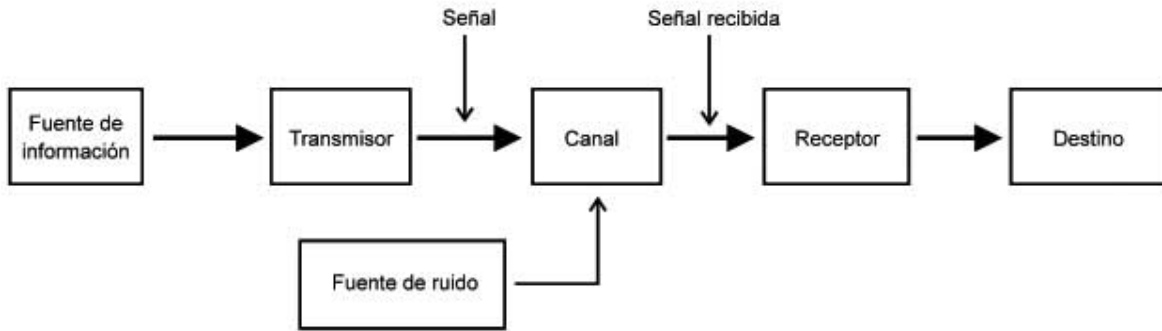 Señal
Señal recibida
Fuente de
información
Transmisor
Canal
Receptor
Destino
Fuente de ruido